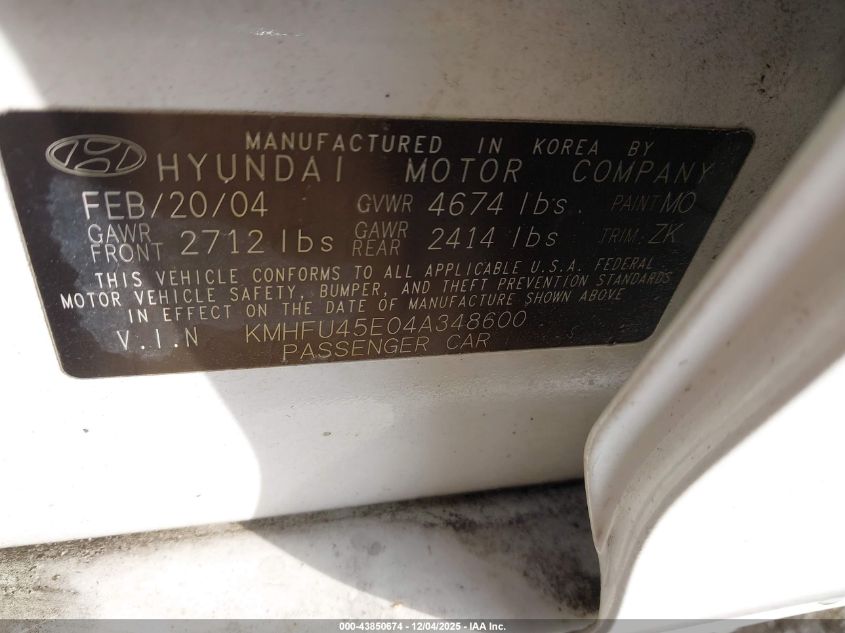 MANUFACTURED IN KOREA BY
HYUNDAI MOTOR COMPANY
FEB/20/04 GVWR 4674 lbs. PAINT:MO
GAWR FRONT 2712 lbs GAWR REAR 2414 lbs TRIM:ZK
THIS VEHICLE CONFORMS TO ALL APPLICABLE U.S.A. FEDERAL
MOTOR VEHICLE SAFETY, BUMPER, AND THEFT PREVENTION STANDARDS
IN EFFECT ON THE DATE OF MANUFACTURE SHOWN ABOVE
V.I.N KMHFU45E04A348600
PASSENGER CAR
000-43850674 - 12/04/2025 - IAA Inc.